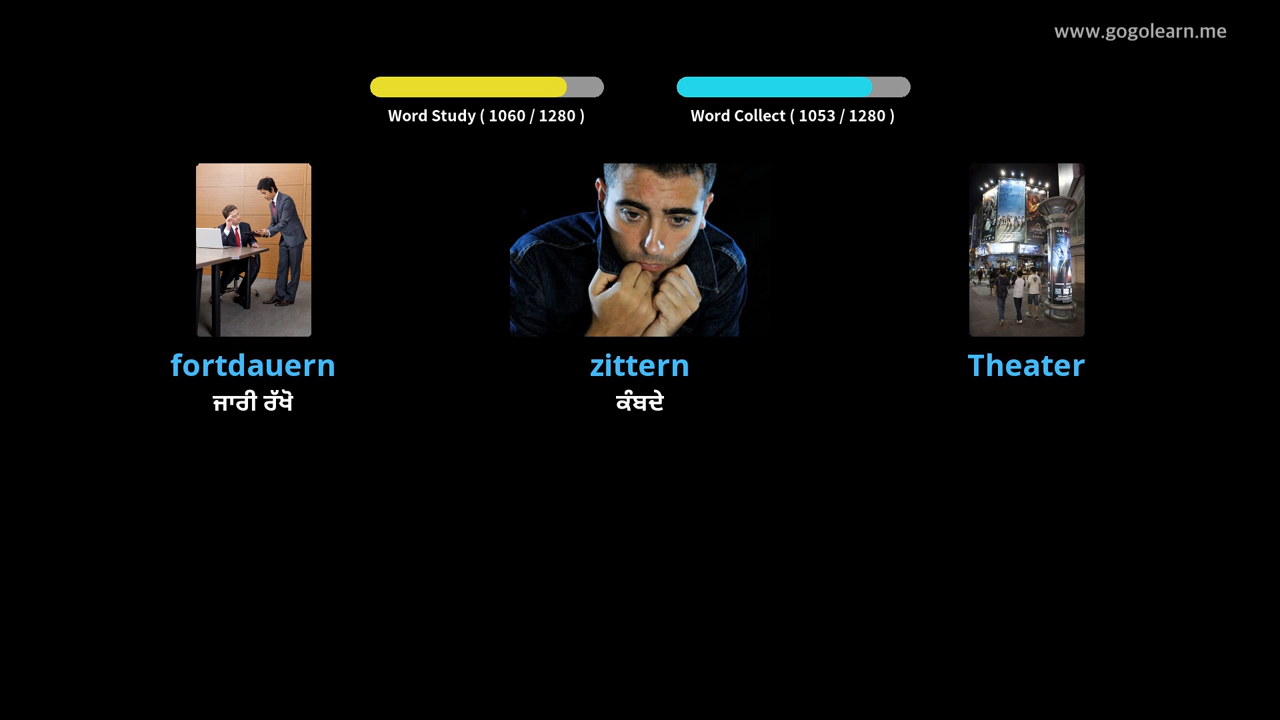 www.gogolearn.me
Word Study ( 1060 / 1280 )
Word Collect ( 1053 / 1280 )
fortdauern
ਜਾਰੀ ਰੱਖੋ
zittern
ਕੰਬਦੇ
Theater